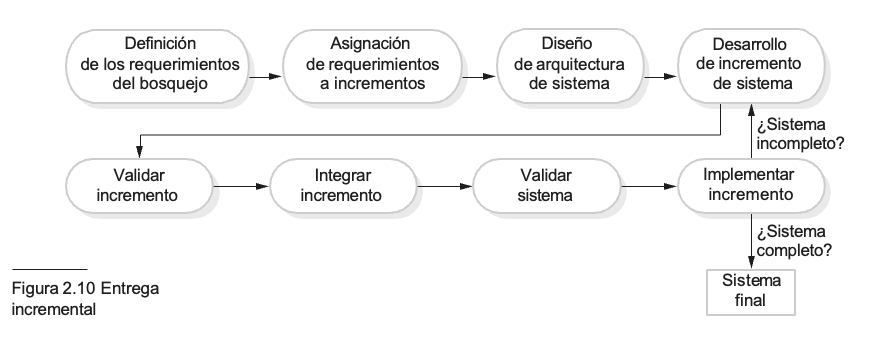 Definición
de los requerimientos
del bosquejo
Asignación
de requerimientos
a incrementos
Diseño
de arquitectura
de sistema
Desarrollo
de incremento
de sistema
¿Sistema
incompleto?
Validar
incremento
Integrar
incremento
Validar
sistema
Implementar
incremento
¿Sistema
completo?
Sistema
final
Figura 2.10 Entrega
incremental